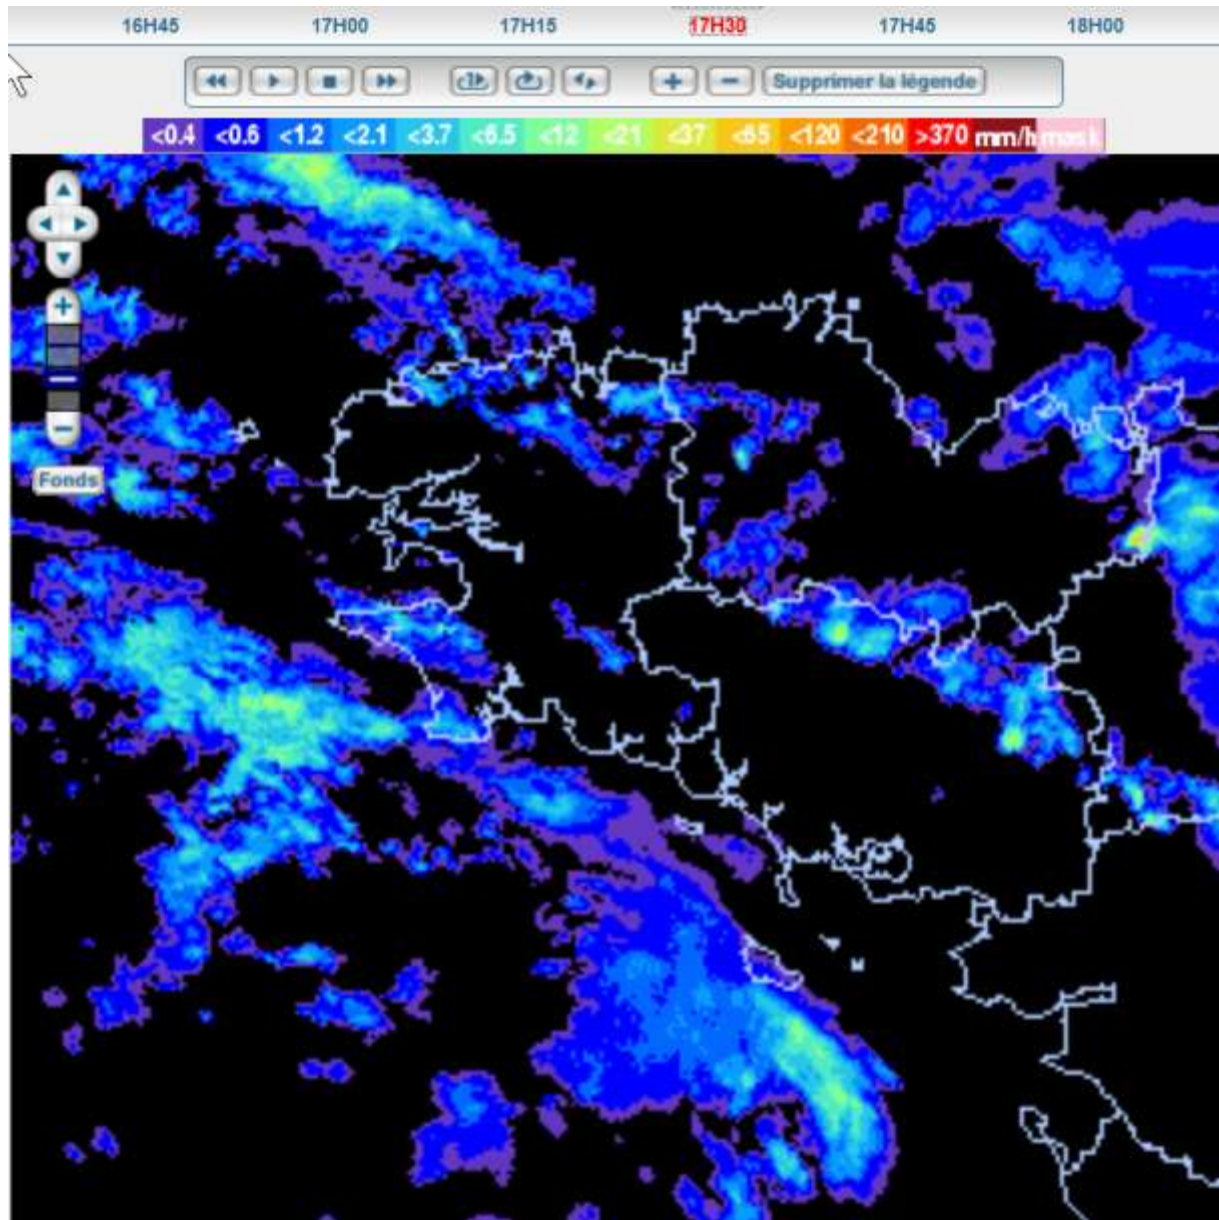 16H45 17H00 17H15 17H30 17H45 18H00
Supprimer la légende
<0.4 <0.6 <1.2 <2.1 <3.7 <6.5 <12 <21 <37 <65 <120 <210 >370 mm/h mask
Fonds